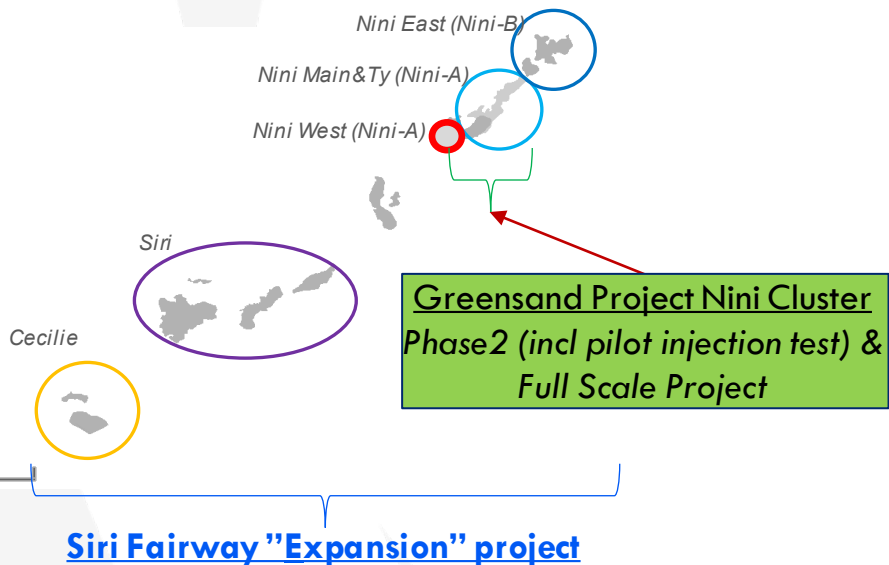 Nini East (Nini-B)
Nini Main&Ty (Nini-A)
Nini West (Nini-A)
Siri
Cecilie
Greensand Project Nini Cluster
Phase2 (incl pilot injection test) &
Full Scale Project
Siri Fairway ”Expansion” project